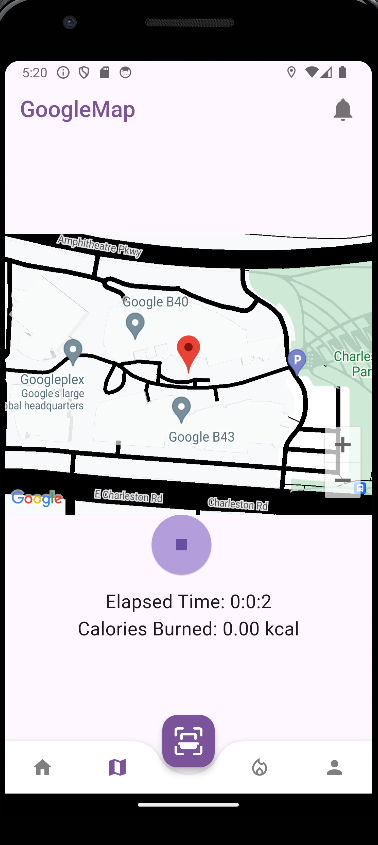 5:20
GoogleMap
Amphitheatre Pkwy
Google B40
Charles
Par
P
Googleplex
Google's large
bal headquarters
Google B43
+
−
Google
E Charleston Rd
Charleston Rd
Elapsed Time: 0:0:2
Calories Burned: 0.00 kcal